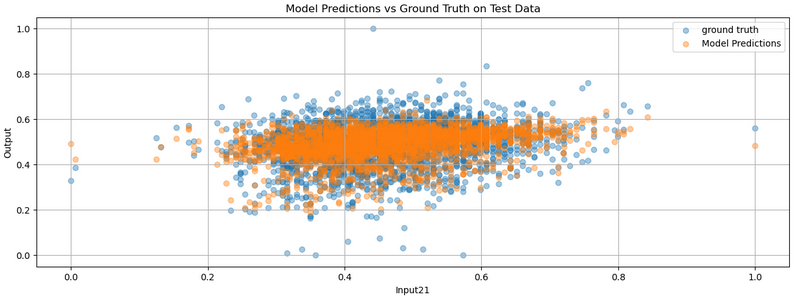 Model Predictions vs Ground Truth on Test Data
ground truth
Model Predictions
Output
1.0
0.8
0.6
0.4
0.2
0.0
0.0 0.2 0.4 0.6 0.8 1.0
Input21